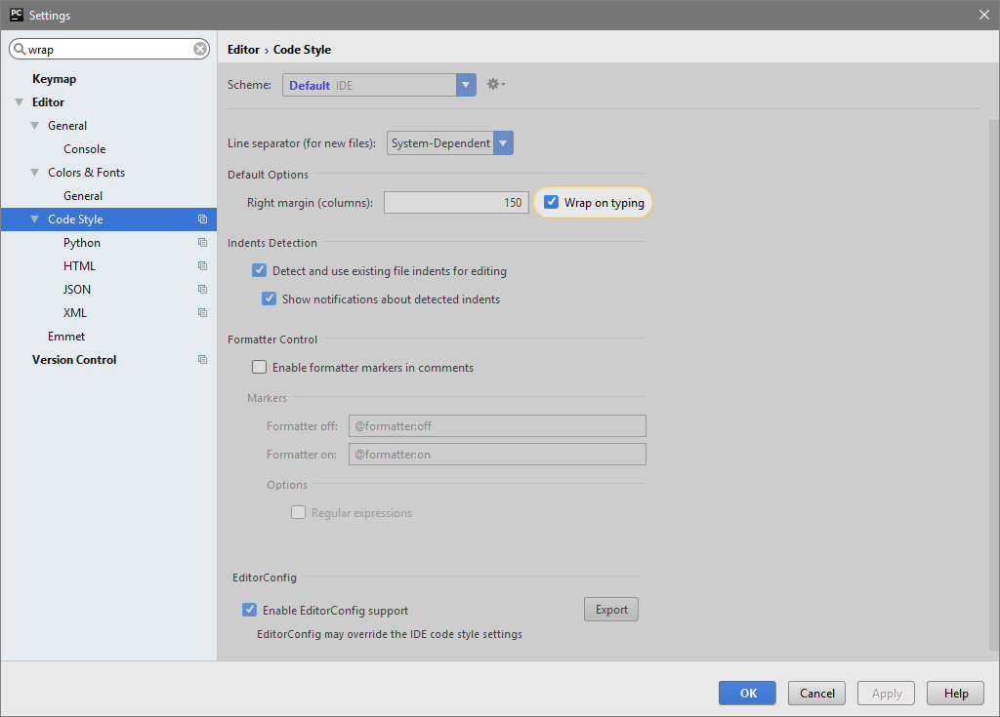 PC Settings
wrap
Keymap
Editor
General
Console
Colors & Fonts
General
Code Style
Python
HTML
JSON
XML
Emmet
Version Control
Editor › Code Style
Scheme: Default IDE
Line separator (for new files): System-Dependent
Default Options
Right margin (columns): 150 Wrap on typing
Indents Detection
Detect and use existing file indents for editing
Show notifications about detected indents
Formatter Control
Enable formatter markers in comments
Markers
Formatter off: @formatter:off
Formatter on: @formatter:on
Options
Regular expressions
EditorConfig
Enable EditorConfig support Export
EditorConfig may override the IDE code style settings
OK Cancel Apply Help